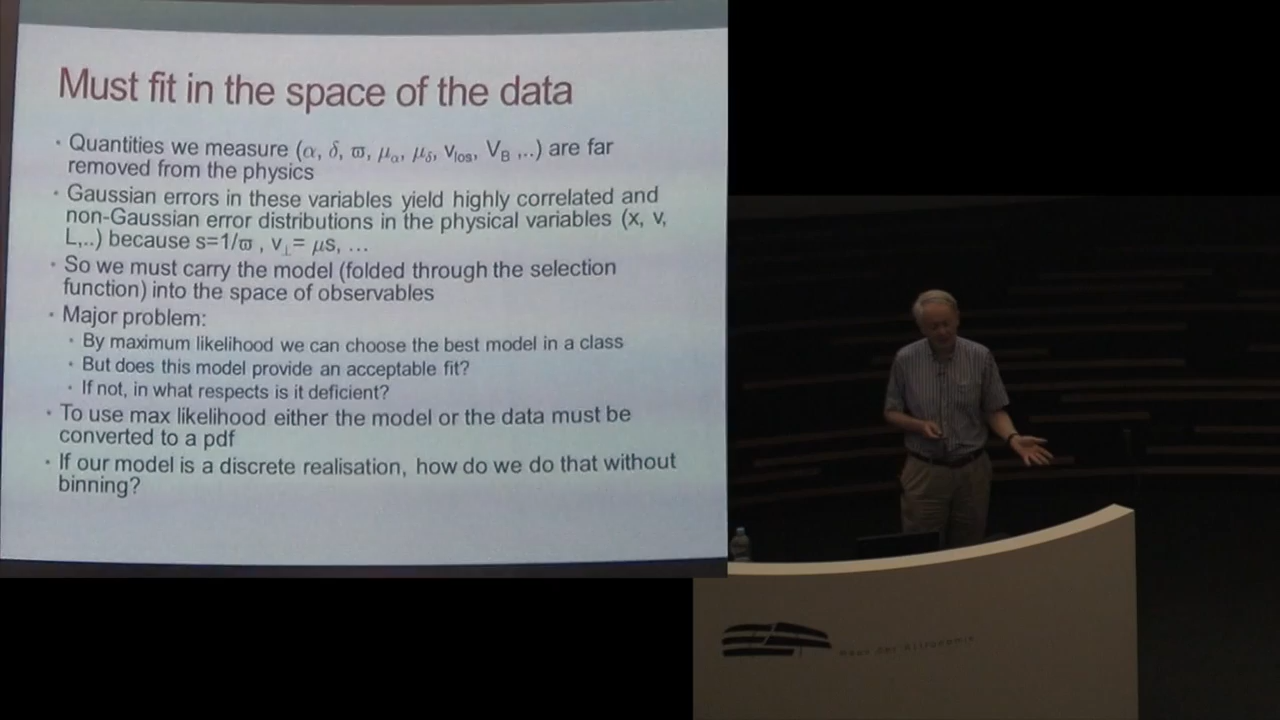 Must fit in the space of the data
• Quantities we measure (α, δ, ϖ, μα, μδ, vlos, VB ,..) are far
removed from the physics
• Gaussian errors in these variables yield highly correlated and
non-Gaussian error distributions in the physical variables (x, v,
L,..) because s=1/ϖ , v⊥= μs, …
• So we must carry the model (folded through the selection
function) into the space of observables
• Major problem:
• By maximum likelihood we can choose the best model in a class
• But does this model provide an acceptable fit?
• If not, in what respects is it deficient?
• To use max likelihood either the model or the data must be
converted to a pdf
• If our model is a discrete realisation, how do we do that without
binning?
Haus der Astronomie